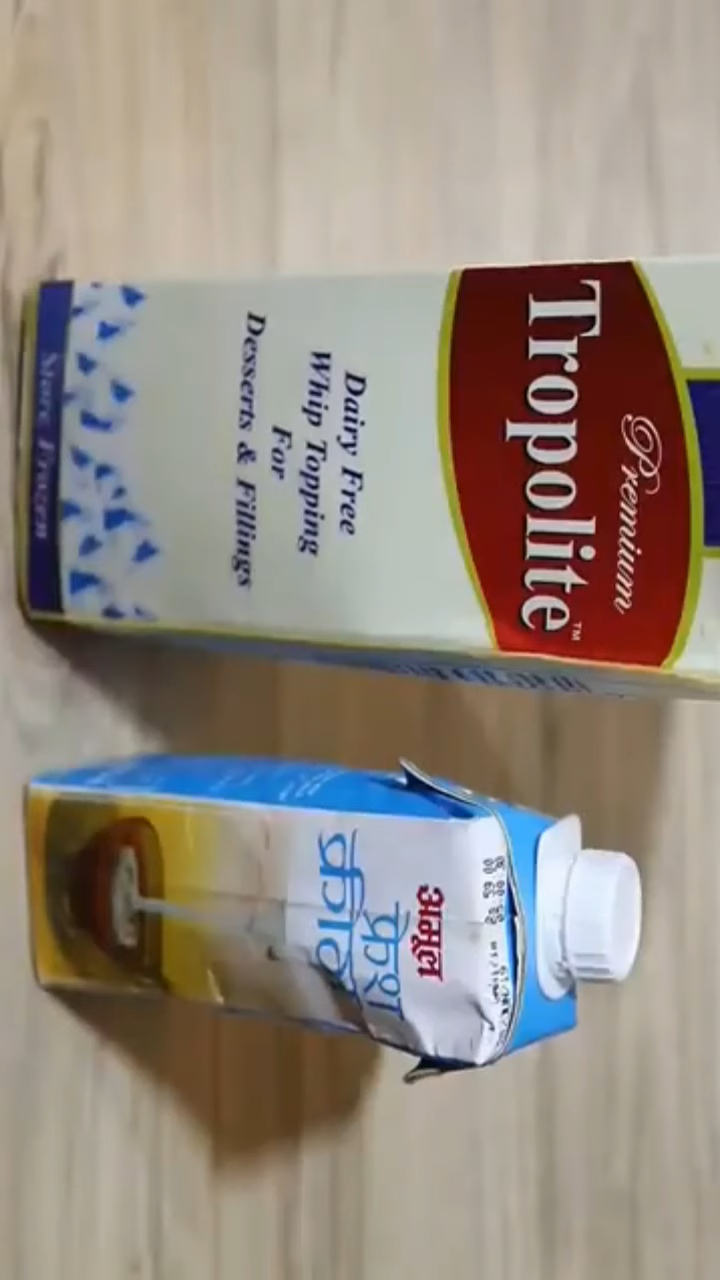 Premium
Tropolite™
Dairy Free
Whip Topping
For
Desserts & Fillings
Store Frozen
अमूल
फ्रेश
क्रीम